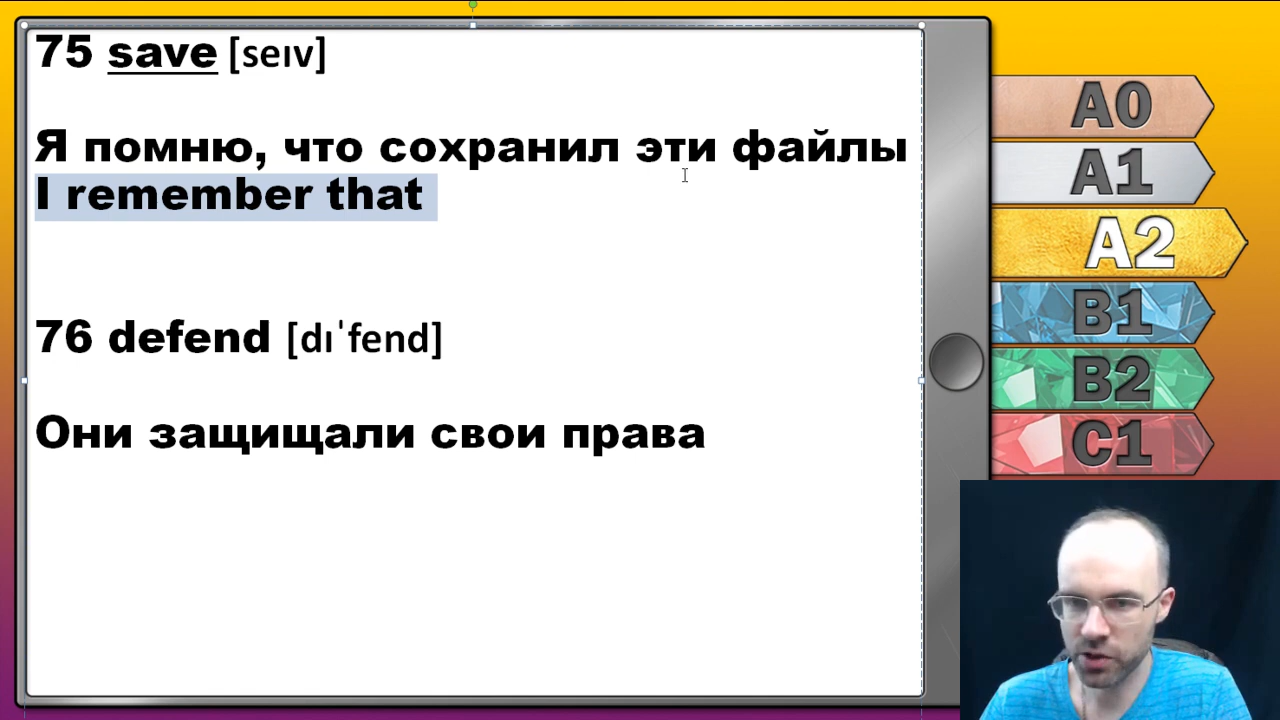 75 save [seɪv]
Я помню, что сохранил эти файлы
I remember that
76 defend [dɪˈfend]
Они защищали свои права
A0
A1
A2
B1
B2
C1